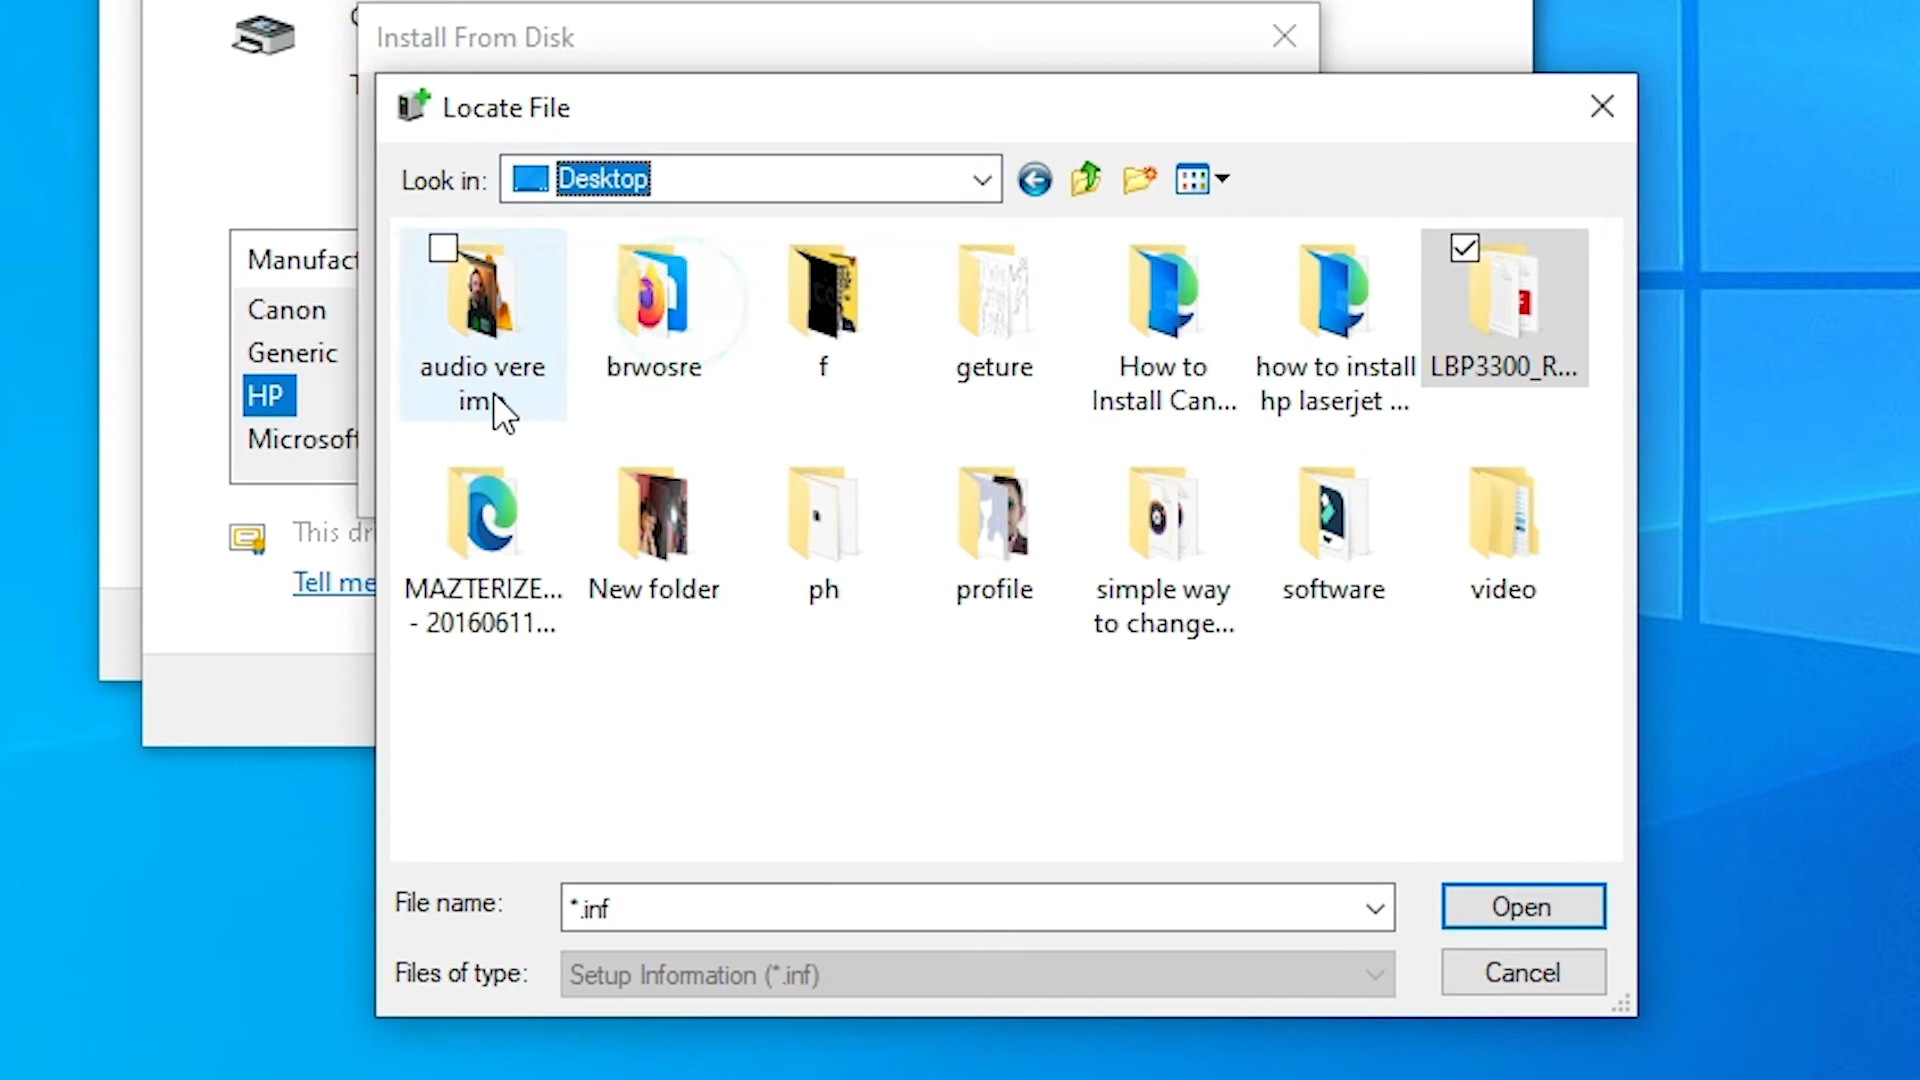 Install From Disk
Locate File
Look in:
Desktop
Manufact
Canon
Generic
HP
Microsoft
This dri
Tell me
audio vere
brwosre
f
geture
How to
Install Can...
how to install
hp laserjet ...
LBP3300_R...
MAZTERIZE...
- 20160611...
New folder
ph
profile
simple way
to change...
software
video
File name:
*.inf
Open
Files of type:
Setup Information (*.inf)
Cancel